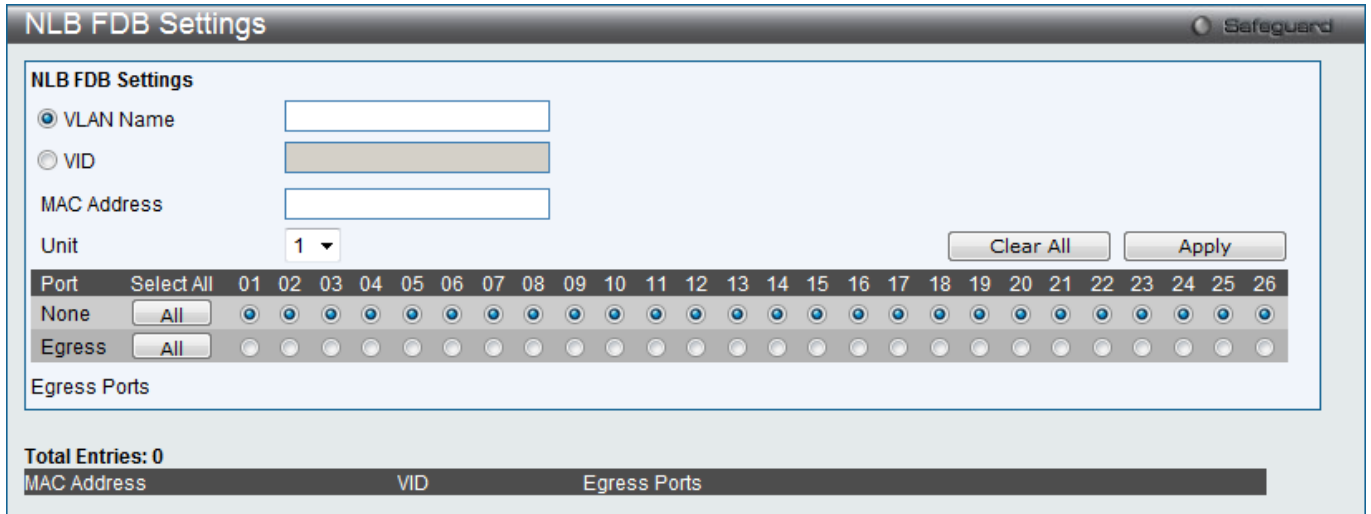 NLB FDB Settings Safeguard
NLB FDB Settings
VLAN Name
VID
MAC Address
Unit 1 Clear All Apply
Port Select All 01 02 03 04 05 06 07 08 09 10 11 12 13 14 15 16 17 18 19 20 21 22 23 24 25 26
None All
Egress All
Egress Ports
Total Entries: 0
MAC Address VID Egress Ports